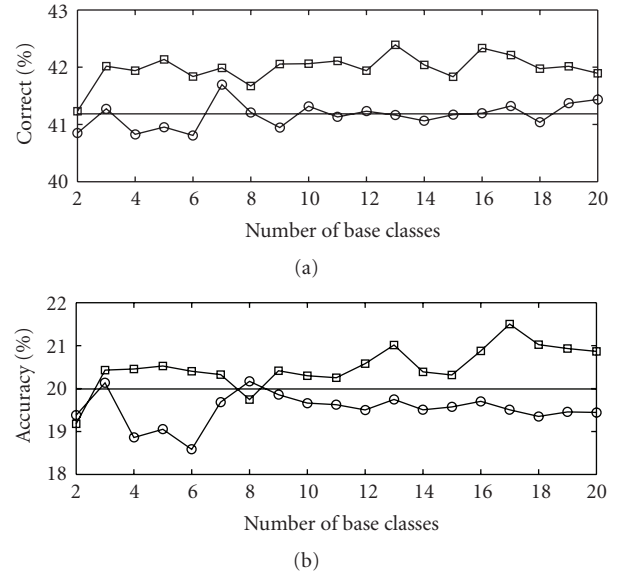 43
42
41
40
Correct (%)
2 4 6 8 10 12 14 16 18 20
Number of base classes
(a)
22
21
20
19
18
Accuracy (%)
2 4 6 8 10 12 14 16 18 20
Number of base classes
(b)